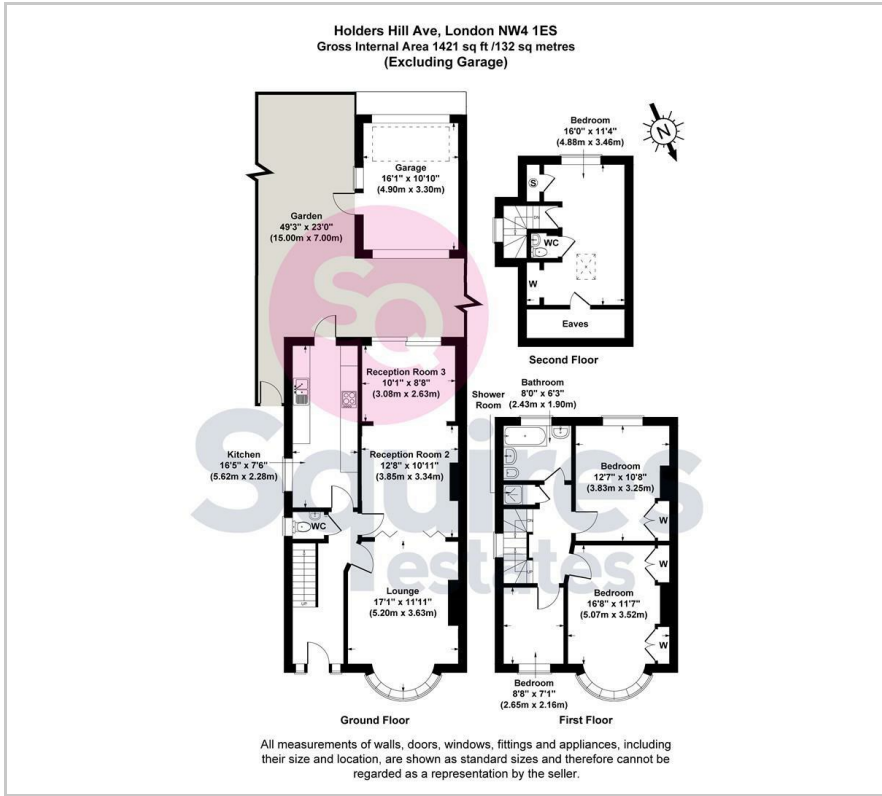 Holders Hill Ave, London NW4 1ES
Gross Internal Area 1421 sq ft /132 sq metres
(Excluding Garage)
N
Garage
16'1" x 10'10"
(4.90m x 3.30m)
Garden
49'3" x 23'0"
(15.00m x 7.00m)
Reception Room 3
10'1" x 8'8"
(3.08m x 2.63m)
Kitchen
16'5" x 7'6"
(5.62m x 2.28m)
Reception Room 2
12'8" x 10'11"
(3.85m x 3.34m)
WC
UP
Lounge
17'1" x 11'11"
(5.20m x 3.63m)
Ground Floor
Bedroom
16'0" x 11'4"
(4.88m x 3.46m)
S
WC
W
Eaves
Second Floor
Shower
Room
Bathroom
8'0" x 6'3"
(2.43m x 1.90m)
Bedroom
12'7" x 10'8"
(3.83m x 3.25m)
W
W
Bedroom
16'8" x 11'7"
(5.07m x 3.52m)
W
Bedroom
8'8" x 7'1"
(2.65m x 2.16m)
First Floor
SQ
Squires
estates
All measurements of walls, doors, windows, fittings and appliances, including
their size and location, are shown as standard sizes and therefore cannot be
regarded as a representation by the seller.